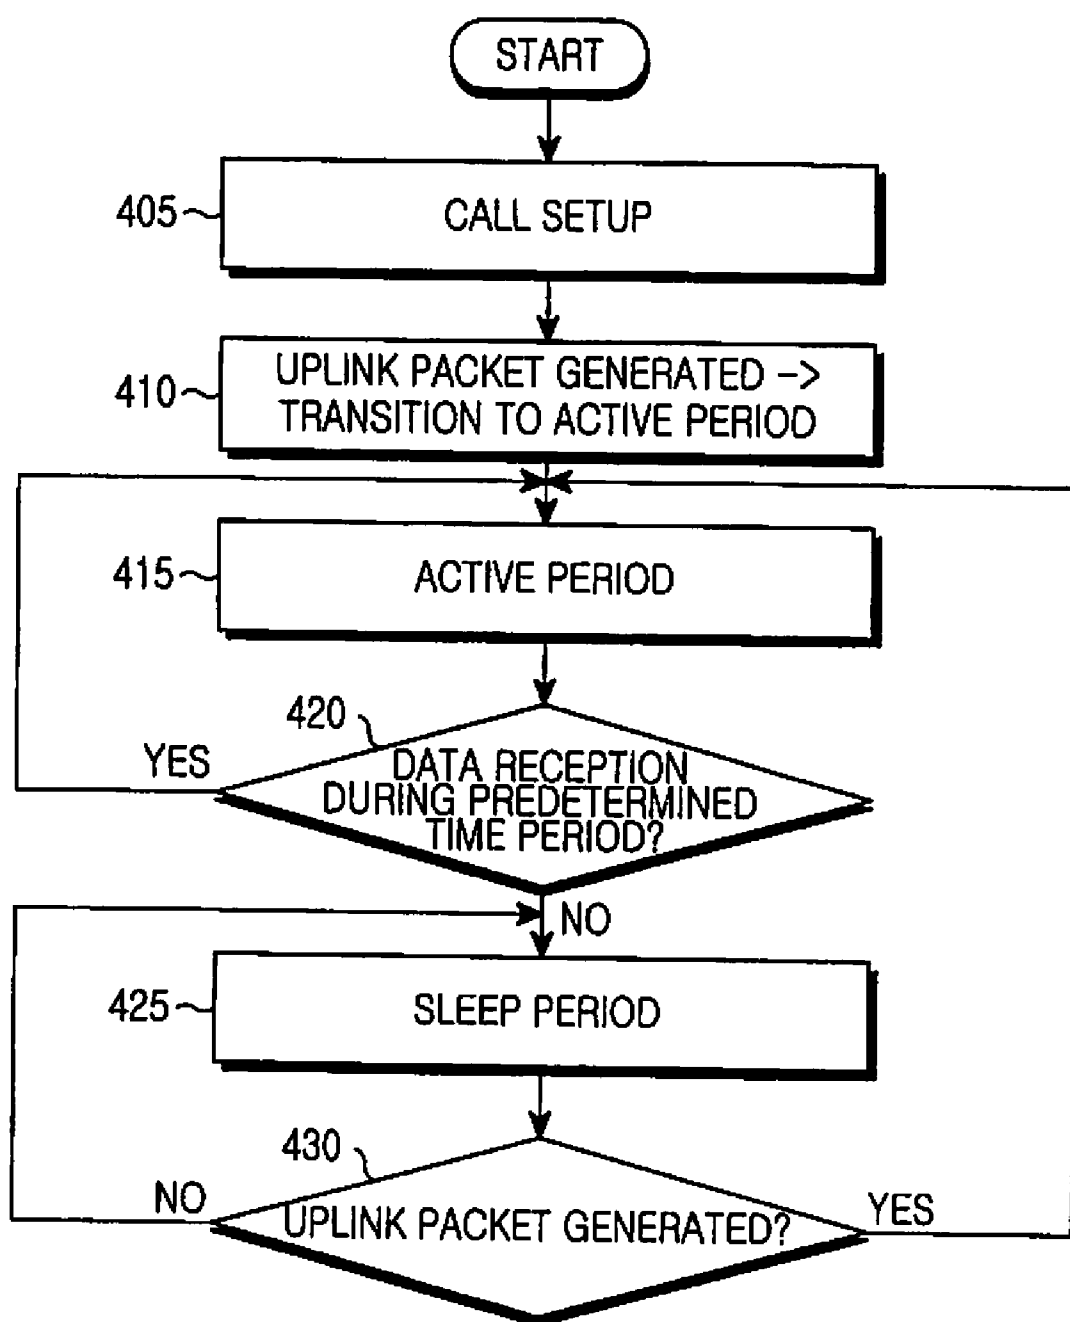 START
405
CALL SETUP
410
UPLINK PACKET GENERATED ->
TRANSITION TO ACTIVE PERIOD
415
ACTIVE PERIOD
420
YES
DATA RECEPTION
DURING PREDETERMINED
TIME PERIOD?
NO
425
SLEEP PERIOD
430
NO
UPLINK PACKET GENERATED?
YES